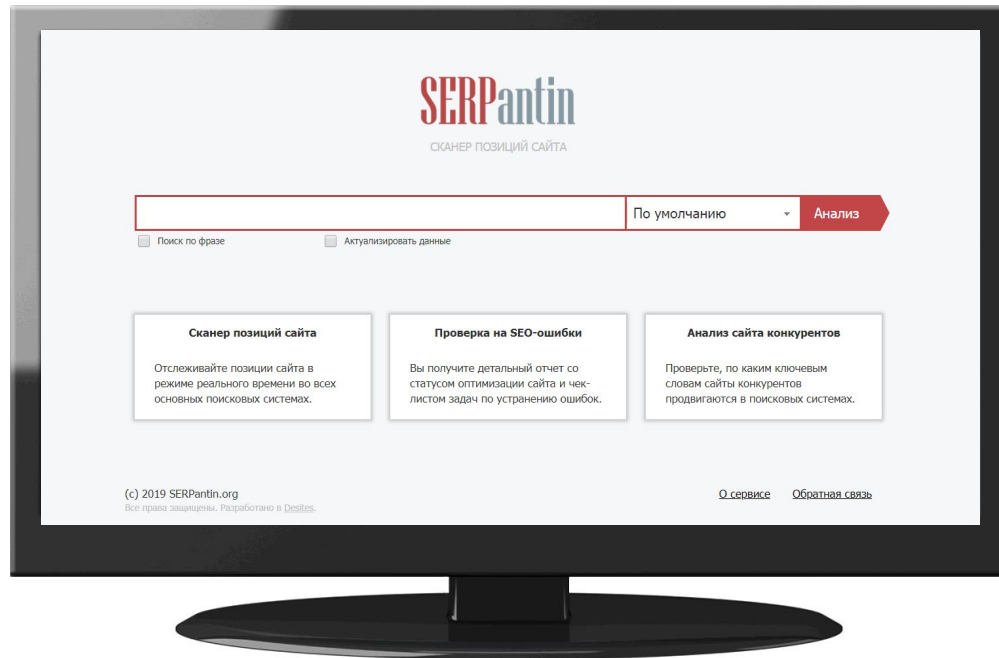 SERPantin
СКАНЕР ПОЗИЦИЙ САЙТА
По умолчанию
Анализ
Поиск по фразе
Актуализировать данные
Сканер позиций сайта
Отслеживайте позиции сайта в
режиме реального времени во всех
основных поисковых системах.
Проверка на SEO-ошибки
Вы получите детальный отчет со
статусом оптимизации сайта и чек-
листом задач по устранению ошибок.
Анализ сайта конкурентов
Проверьте, по каким ключевым
словам сайты конкурентов
продвигаются в поисковых системах.
(c) 2019 SERPantin.org
Все права защищены. Разработано в Desites.
О сервисе
Обратная связь